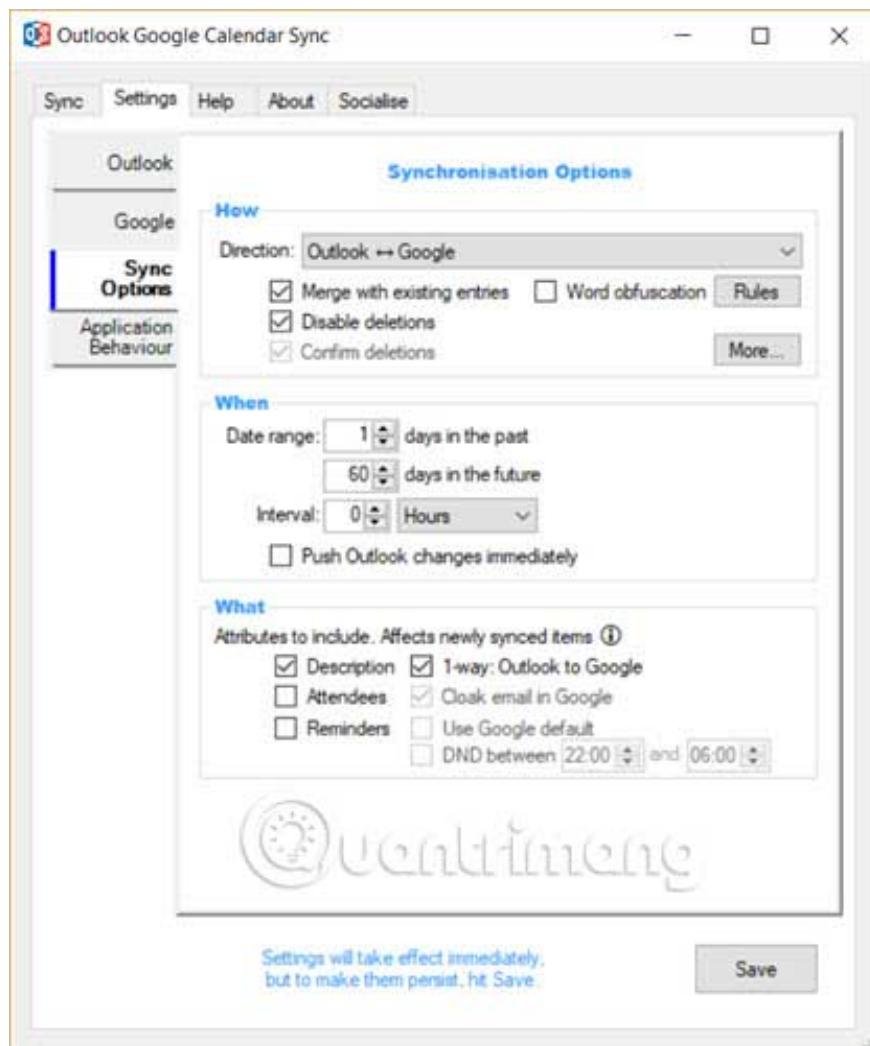 Outlook Google Calendar Sync
Sync Settings Help About Socialise
Outlook
Google
Sync
Options
Application
Behaviour
Synchronisation Options
How
Direction: Outlook ↔ Google
Merge with existing entries Word obfuscation Rules
Disable deletions
Confirm deletions More...
When
Date range: 1 days in the past
60 days in the future
Interval: 0 Hours
Push Outlook changes immediately
What
Attributes to include. Affects newly synced items
Description 1-way: Outlook to Google
Attendees Cloak email in Google
Reminders Use Google default
DND between 22:00 and 06:00
Quantrimang
Settings will take effect immediately,
but to make them persist, hit Save.
Save